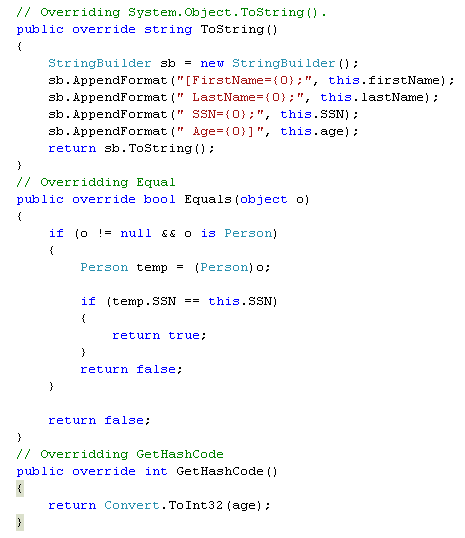 // Overriding System.Object.ToString().
public override string ToString()
{
    StringBuilder sb = new StringBuilder();
    sb.AppendFormat("[FirstName={0};", this.firstName);
    sb.AppendFormat(" LastName={0};", this.lastName);
    sb.AppendFormat(" SSN={0};", this.SSN);
    sb.AppendFormat(" Age={0}]", this.age);
    return sb.ToString();
}
// Overridding Equal
public override bool Equals(object o)
{
    if (o != null && o is Person)
    {
        Person temp = (Person)o;

        if (temp.SSN == this.SSN)
        {
            return true;
        }
        return false;
    }

    return false;
}
// Overridding GetHashCode
public override int GetHashCode()
{
    return Convert.ToInt32(age);
}